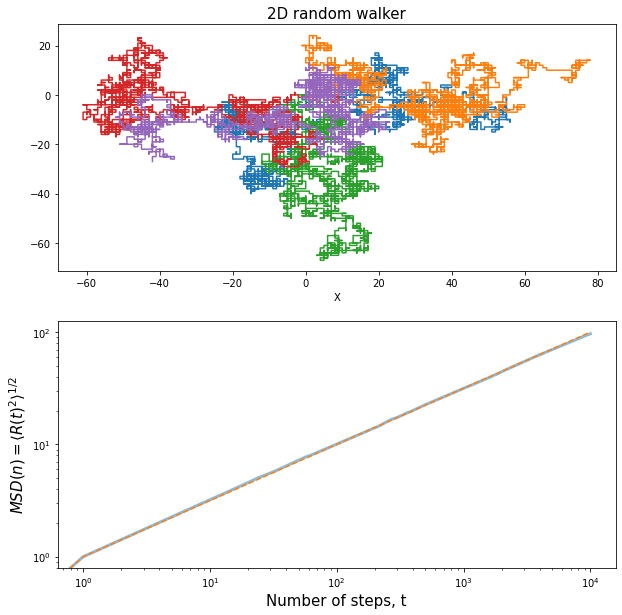 2D random walker
20
0
−20
−40
−60
−60 −40 −20 0 20 40 60 80
X
10²
10¹
10⁰
MSD(n) = ⟨R(t)²⟩^{1/2}
10⁰ 10¹ 10² 10³ 10⁴
Number of steps, t